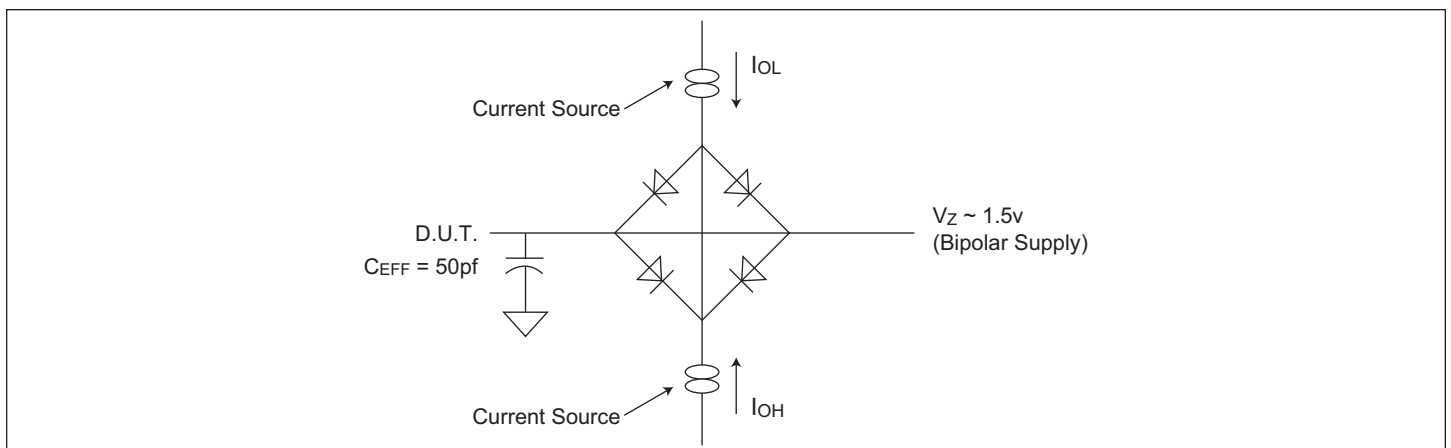 IOL
Current Source
D.U.T.
CEFF = 50pf
VZ ~ 1.5v
(Bipolar Supply)
Current Source
IOH